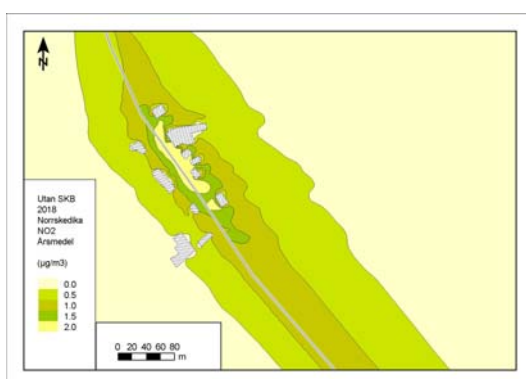 N
Utan SKB
2018
Norrskedika
NO2
Årsmedel
(µg/m3)
0.0
0.5
1.0
1.5
2.0
0 20 40 60 80
m